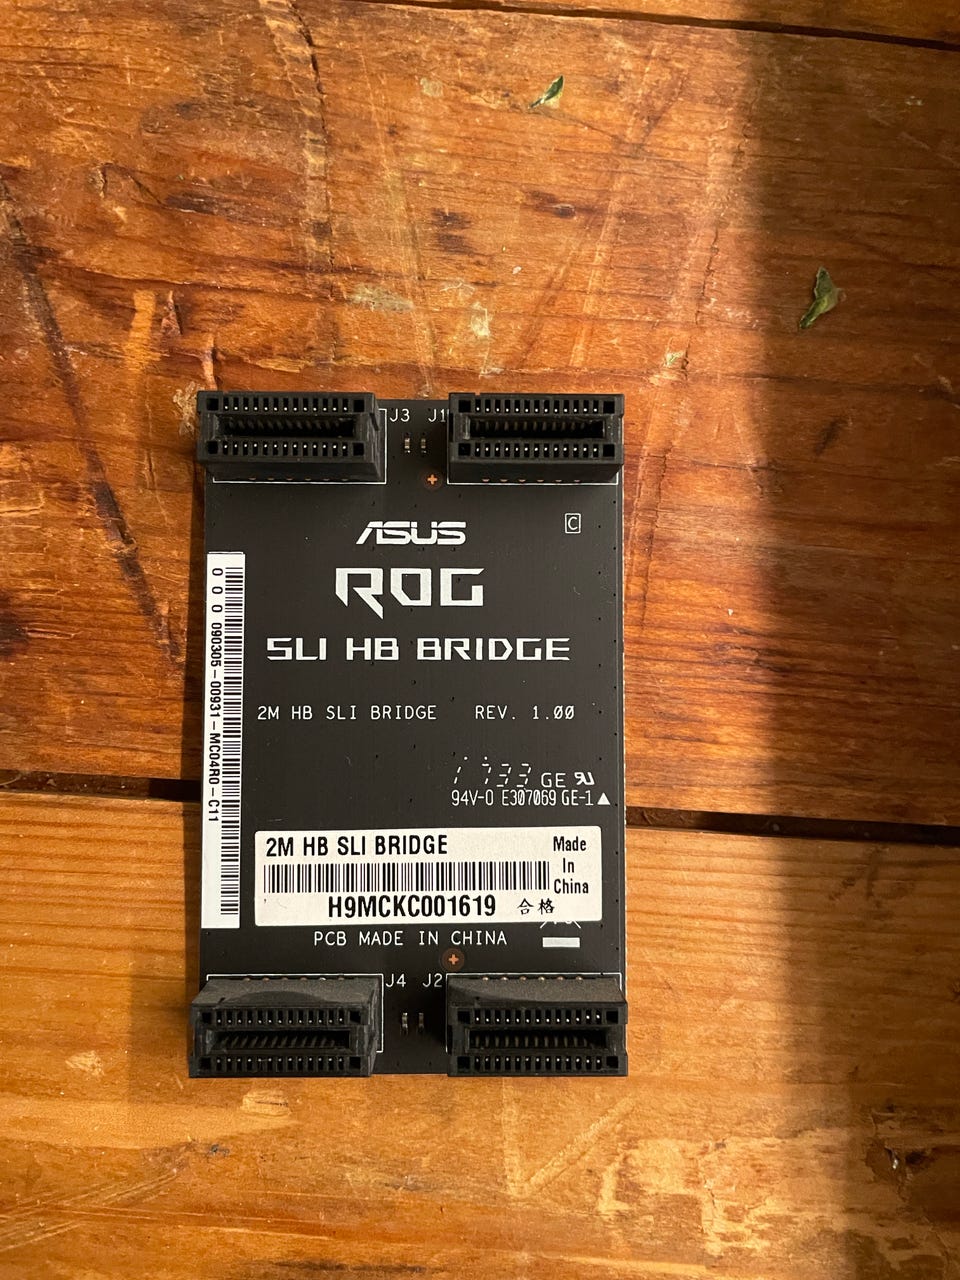 J3 J1
C
ASUS
ROG
SLI HB BRIDGE
2M HB SLI BRIDGE REV. 1.00
GE
94V-0 E307069 GE-1
000 090305-00931-MC04R0-C11
2M HB SLI BRIDGE
Made
In
China
H9MCKC001619 合格
PCB MADE IN CHINA
J4 J2